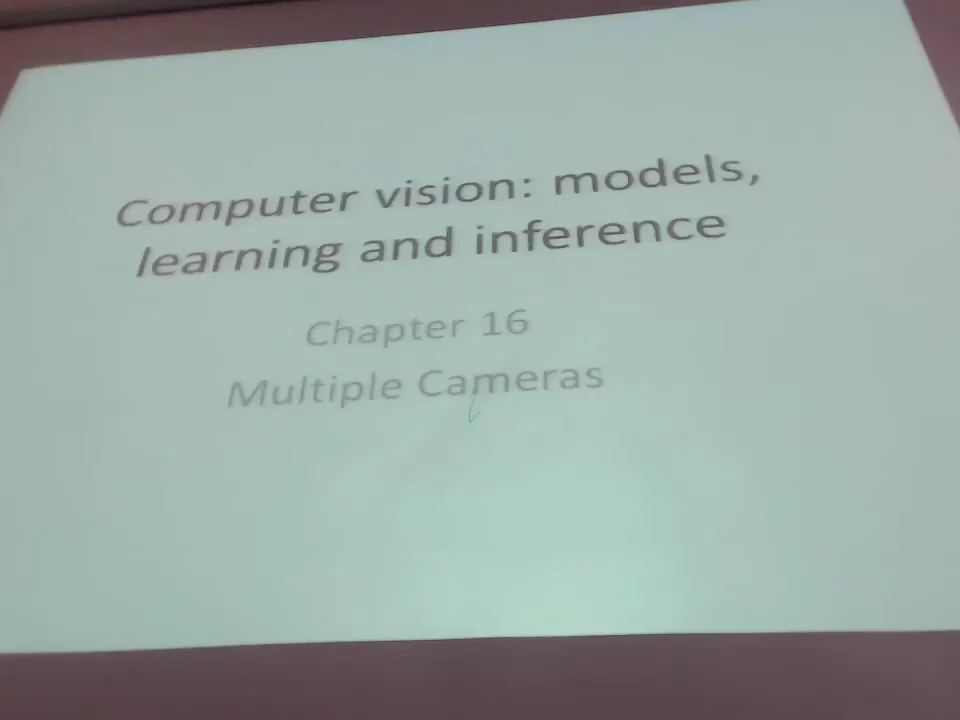 Computer vision: models,
learning and inference
Chapter 16
Multiple Cameras